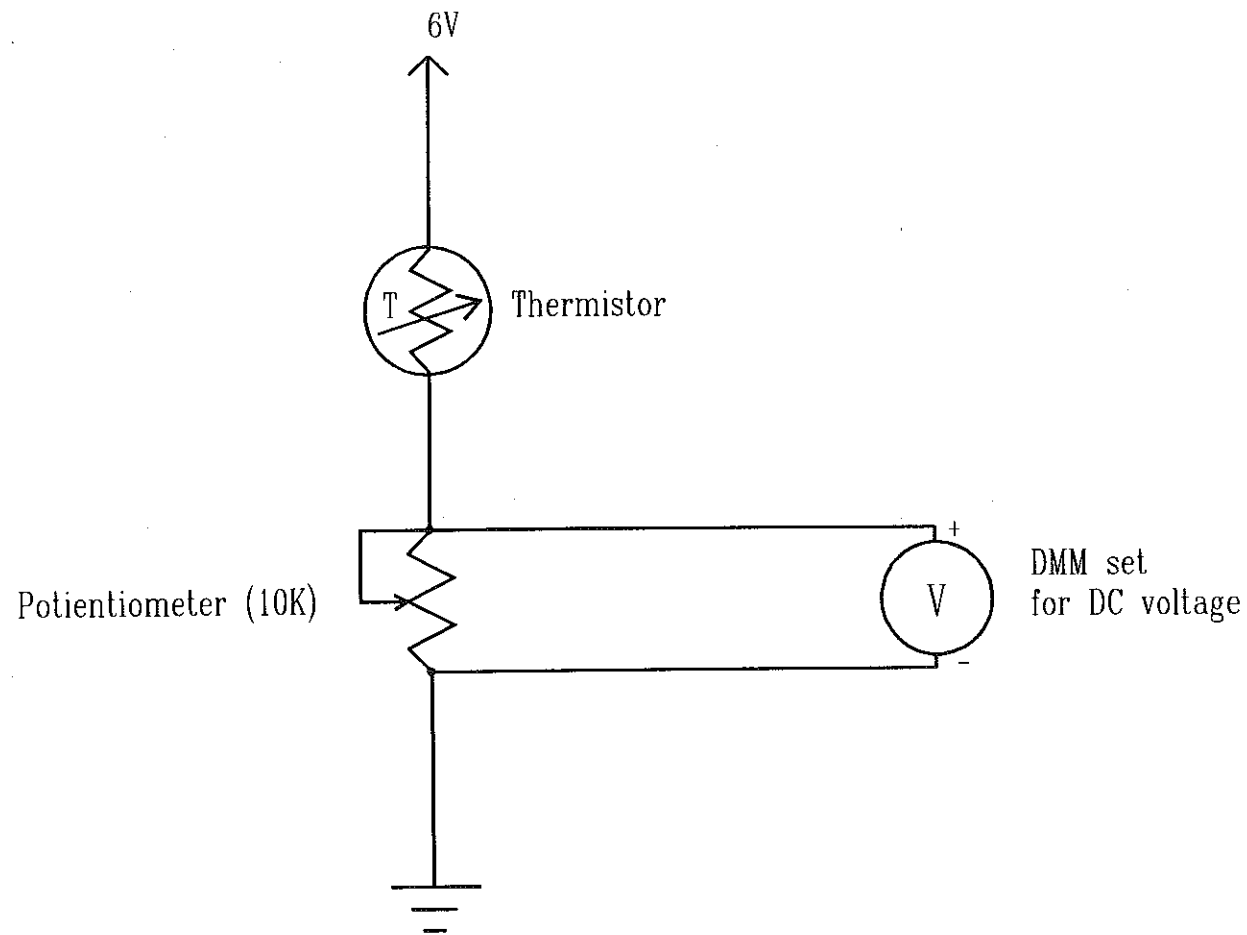 6V
T
Thermistor
+
Potientiometer (10K)
V
DMM set
for DC voltage
-